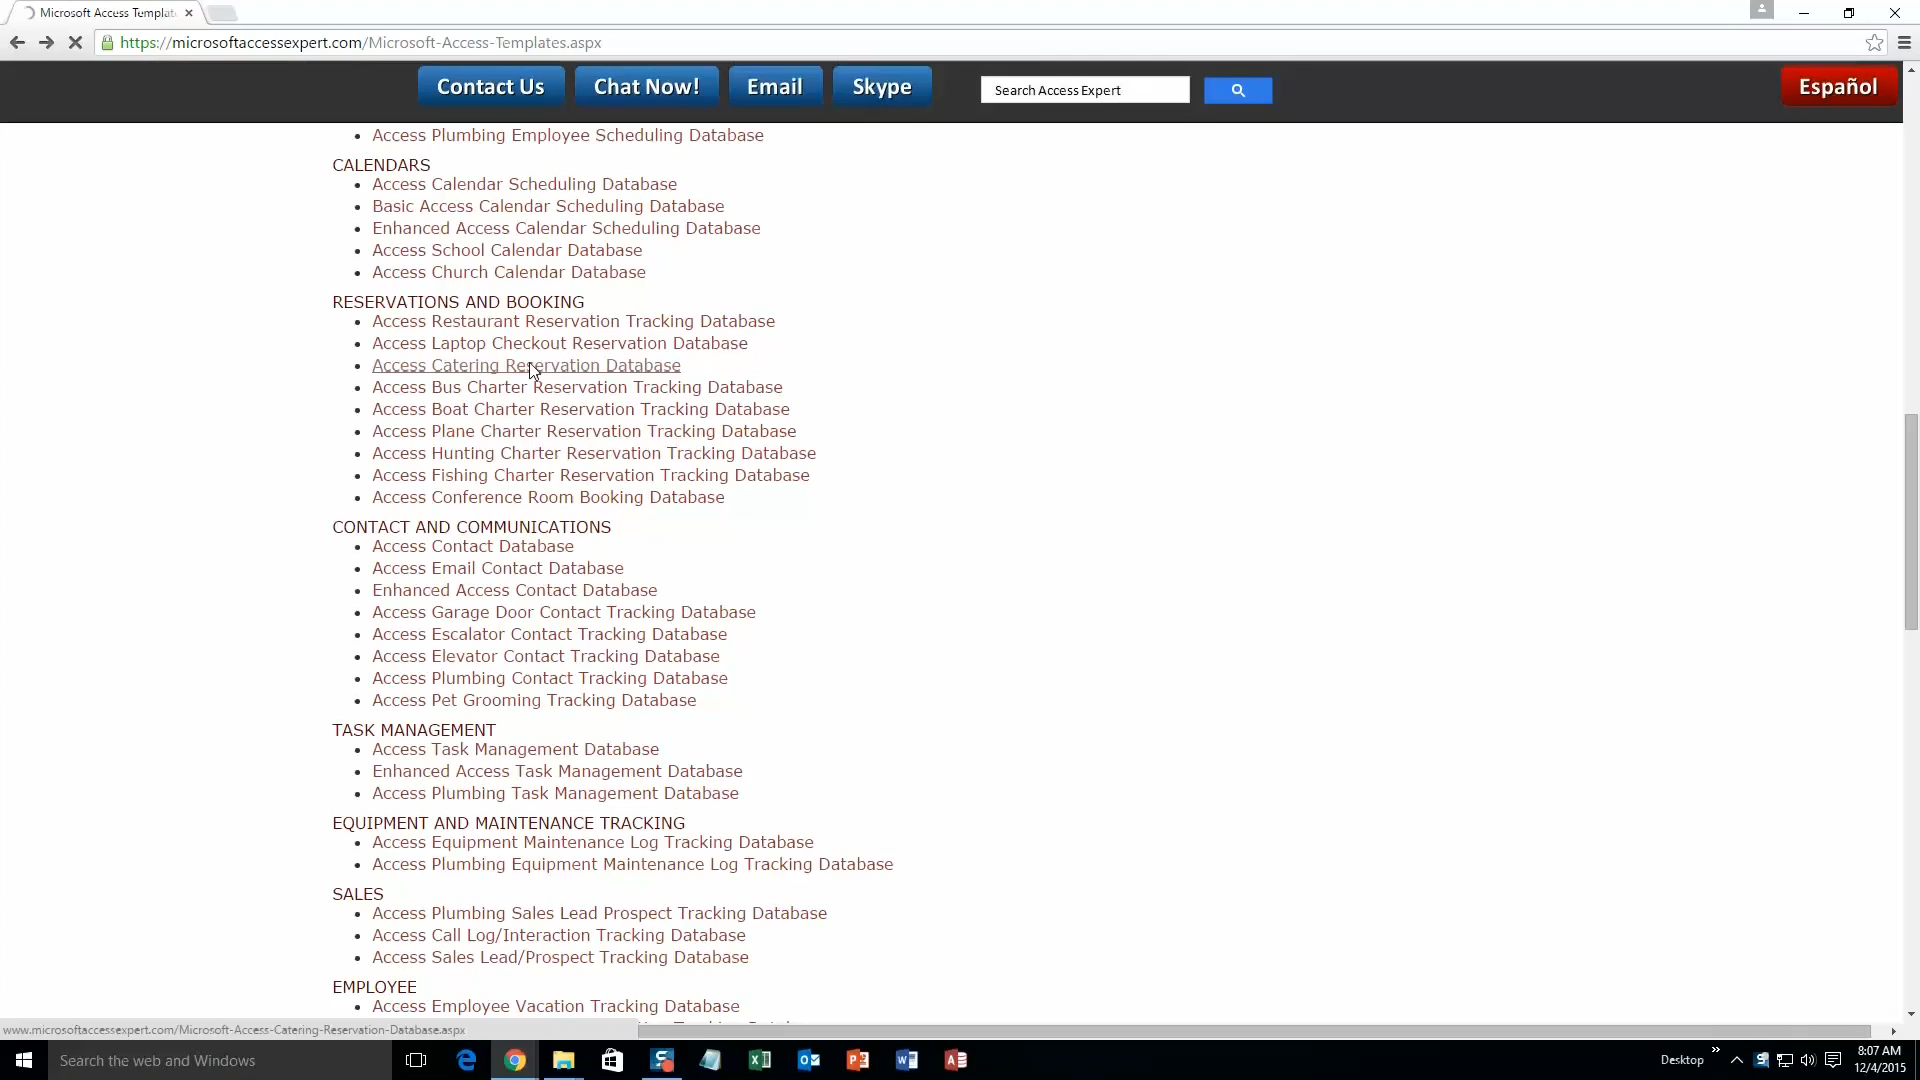 Microsoft Access Templat
https://microsoftaccessexpert.com/Microsoft-Access-Templates.aspx
Contact Us
Chat Now!
Email
Skype
Search Access Expert
Español
Access Plumbing Employee Scheduling Database
CALENDARS
Access Calendar Scheduling Database
Basic Access Calendar Scheduling Database
Enhanced Access Calendar Scheduling Database
Access School Calendar Database
Access Church Calendar Database
RESERVATIONS AND BOOKING
Access Restaurant Reservation Tracking Database
Access Laptop Checkout Reservation Database
Access Catering Reservation Database
Access Bus Charter Reservation Tracking Database
Access Boat Charter Reservation Tracking Database
Access Plane Charter Reservation Tracking Database
Access Hunting Charter Reservation Tracking Database
Access Fishing Charter Reservation Tracking Database
Access Conference Room Booking Database
CONTACT AND COMMUNICATIONS
Access Contact Database
Access Email Contact Database
Enhanced Access Contact Database
Access Garage Door Contact Tracking Database
Access Escalator Contact Tracking Database
Access Elevator Contact Tracking Database
Access Plumbing Contact Tracking Database
Access Pet Grooming Tracking Database
TASK MANAGEMENT
Access Task Management Database
Enhanced Access Task Management Database
Access Plumbing Task Management Database
EQUIPMENT AND MAINTENANCE TRACKING
Access Equipment Maintenance Log Tracking Database
Access Plumbing Equipment Maintenance Log Tracking Database
SALES
Access Plumbing Sales Lead Prospect Tracking Database
Access Call Log/Interaction Tracking Database
Access Sales Lead/Prospect Tracking Database
EMPLOYEE
Access Employee Vacation Tracking Database
www.microsoftaccessexpert.com/Microsoft-Access-Catering-Reservation-Database.aspx
Search the web and Windows
Desktop
8:07 AM
12/4/2015